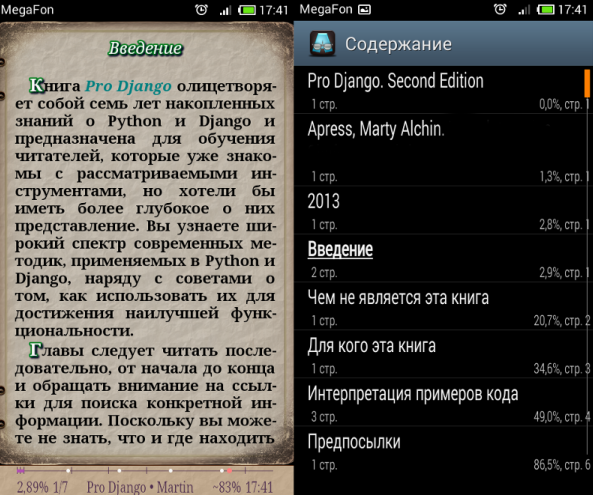 MegaFon
17:41
Введение
Книга Pro Django олицетворя-
ет собой семь лет накопленных
знаний о Python и Django и
предназначена для обучения
читателей, которые уже знако-
мы с рассматриваемыми ин-
струментами, но хотели бы
иметь более глубокое о них
представление. Вы узнаете ши-
рокий спектр современных ме-
тодик, применяемых в Python и
Django, наряду с советами о
том, как использовать их для
достижения наилучшей функ-
циональности.
Главы следует читать после-
довательно, от начала до конца
и обращать внимание на ссыл-
ки для поиска конкретной ин-
формации. Поскольку вы може-
те не знать, что и где находить
2,89% 1/7 Pro Django • Martin ~83% 17:41
MegaFon
17:41
Содержание
Pro Django. Second Edition
1 стр. 0,0%, стр. 1
Apress, Marty Alchin.
1 стр. 1,3%, стр. 1
2013
1 стр. 2,8%, стр. 1
Введение
2 стр. 2,9%, стр. 1
Чем не является эта книга
1 стр. 20,7%, стр. 2
Для кого эта книга
1 стр. 34,6%, стр. 3
Интерпретация примеров кода
3 стр. 49,0%, стр. 4
Предпосылки
1 стр. 86,5%, стр. 6